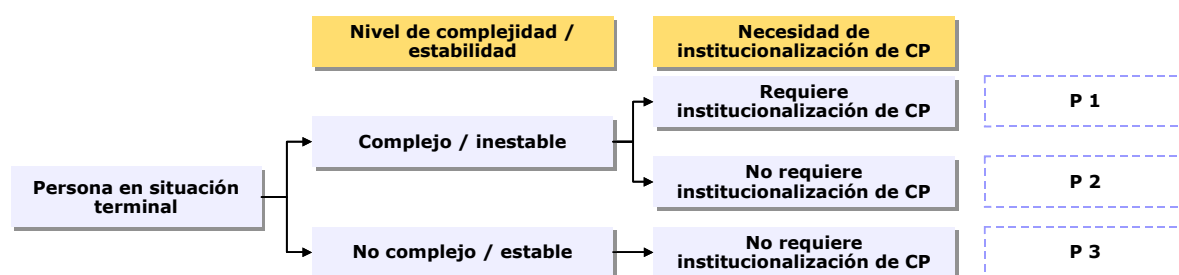 Nivel de complejidad /
estabilidad
Necesidad de
institucionalización de CP
Requiere
institucionalización de CP
P 1
Complejo / inestable
No requiere
institucionalización de CP
P 2
Persona en situación
terminal
No complejo / estable
No requiere
institucionalización de CP
P 3